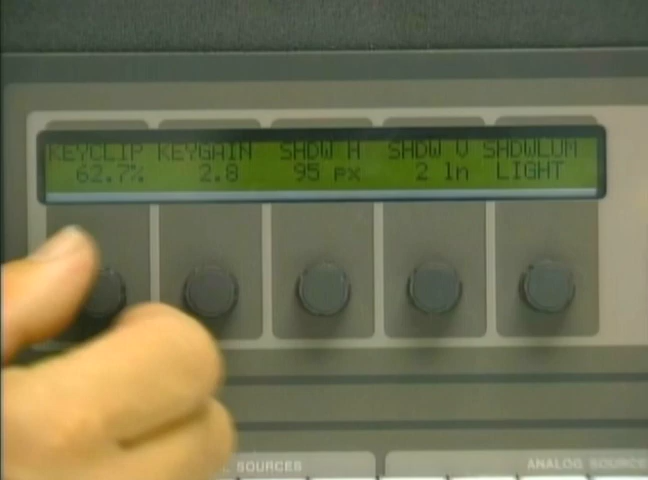 KEYCLIP KEYGAIN SHDW H SHDW V SHDWLUM
62.7% 2.8 95 px 2 ln LIGHT
SOURCES ANALOG SOURCES